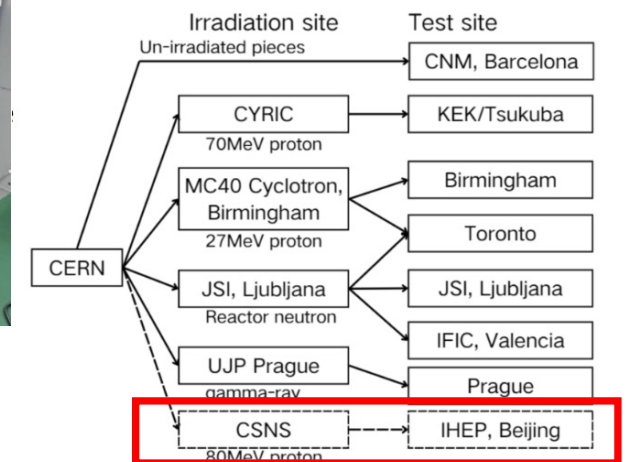 Irradiation site
Test site
Un-irradiated pieces
CNM, Barcelona
CYRIC
KEK/Tsukuba
70MeV proton
MC40 Cyclotron,
Birmingham
Birmingham
27MeV proton
Toronto
CERN
JSI, Ljubljana
JSI, Ljubljana
Reactor neutron
IFIC, Valencia
UJP Prague
Prague
gamma-ray
CSNS
IHEP, Beijing
80MeV proton